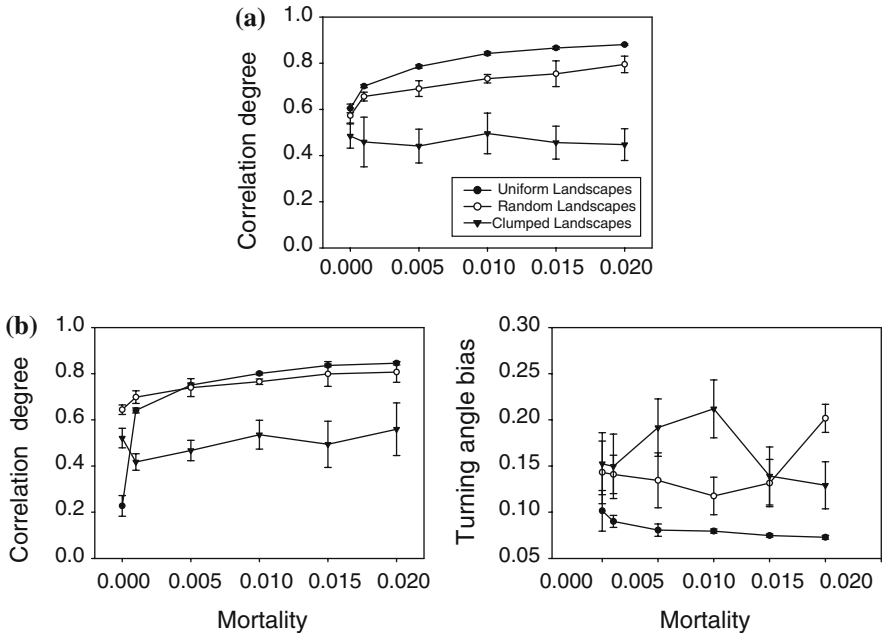 (a)
Correlation degree
1.0
0.8
0.6
0.4
0.2
0.0
Uniform Landscapes
Random Landscapes
Clumped Landscapes
0.000 0.005 0.010 0.015 0.020
(b)
Correlation degree
1.0
0.8
0.6
0.4
0.2
0.0
0.000 0.005 0.010 0.015 0.020
Mortality
Turning angle bias
0.30
0.25
0.20
0.15
0.10
0.05
0.000 0.005 0.010 0.015 0.020
Mortality